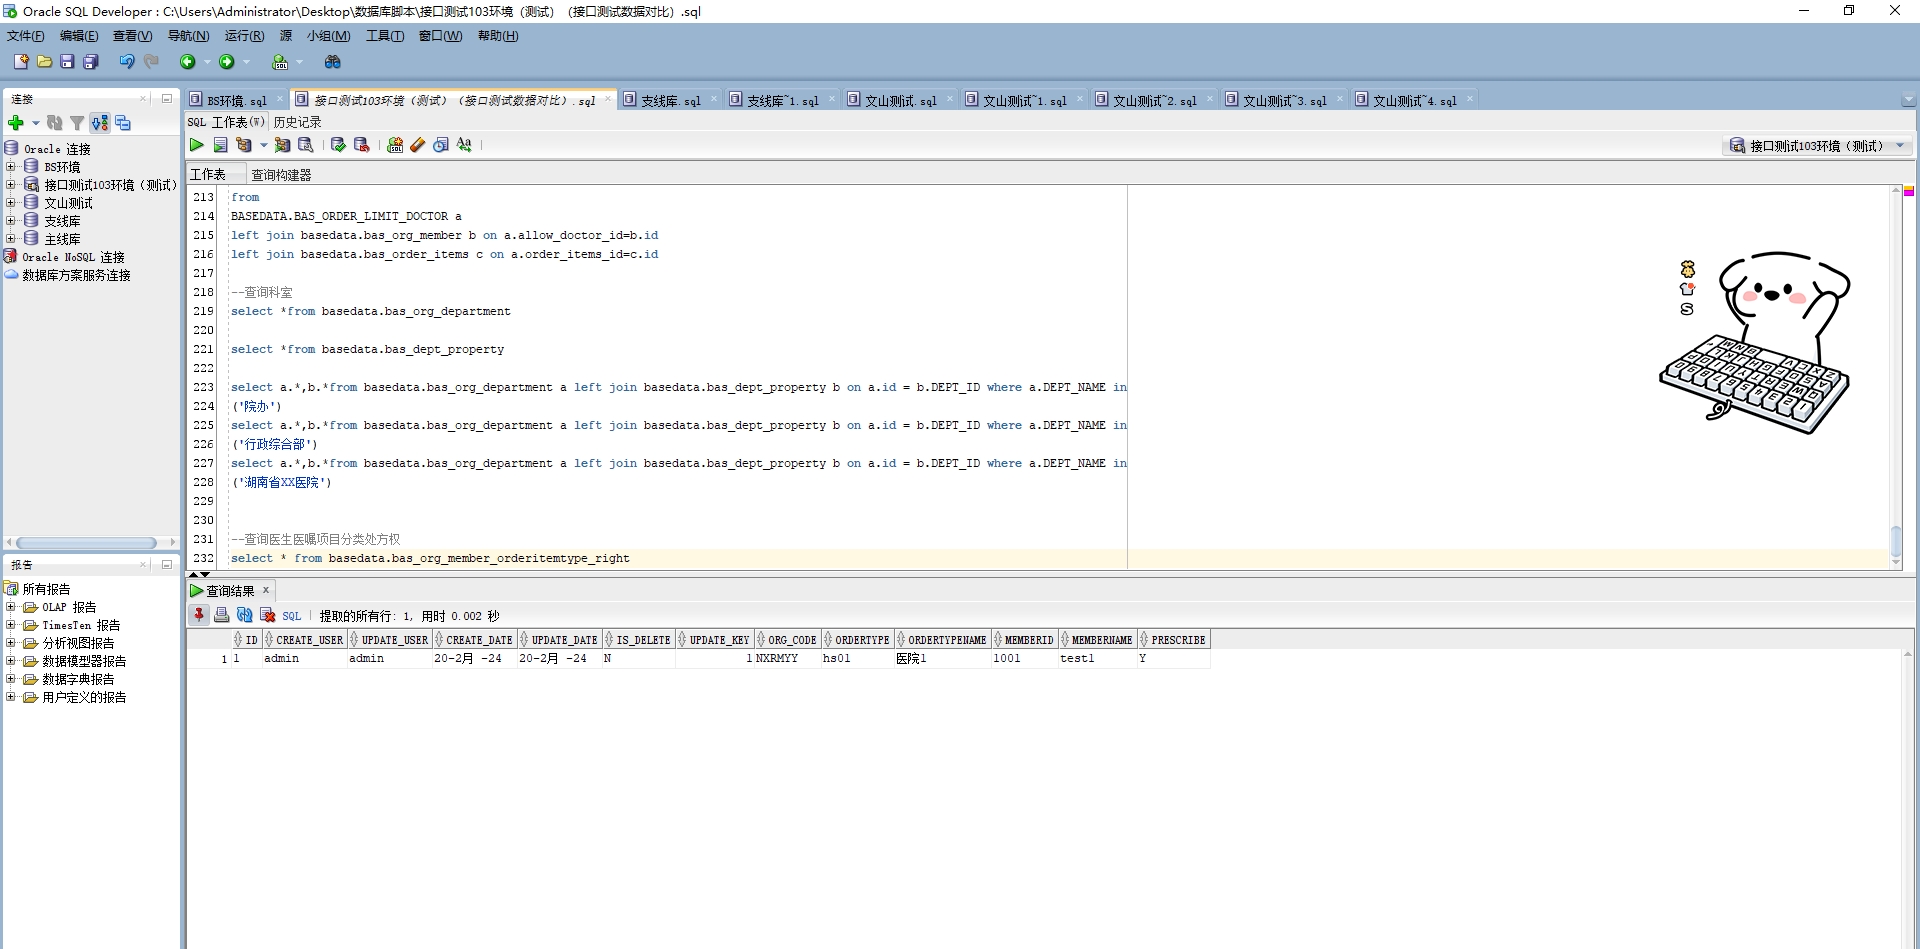 Oracle SQL Developer : C:\Users\Administrator\Desktop\数据库脚本\接口测试103环境（测试）（接口测试数据对比）.sql
文件(F) 编辑(E) 查看(V) 导航(N) 运行(R) 源 小组(M) 工具(T) 窗口(W) 帮助(H)
连接
Oracle 连接
BS环境
接口测试103环境（测试）
文山测试
支线库
主线库
Oracle NoSQL 连接
数据库方案服务连接
报告
所有报告
OLAP 报告
TimesTen 报告
分析视图报告
数据模型器报告
数据字典报告
用户定义的报告
BS环境.sql 接口测试103环境（测试）（接口测试数据对比）.sql 支线库.sql 支线库~1.sql 文山测试.sql 文山测试~1.sql 文山测试~2.sql 文山测试~3.sql 文山测试~4.sql
SQL 工作表(W) 历史记录
接口测试103环境（测试）
工作表 查询构建器
213 from
214 BASEDATA.BAS_ORDER_LIMIT_DOCTOR a
215 left join basedata.bas_org_member b on a.allow_doctor_id=b.id
216 left join basedata.bas_order_items c on a.order_items_id=c.id
217
218 --查询科室
219 select *from basedata.bas_org_department
220
221 select *from basedata.bas_dept_property
222
223 select a.*,b.*from basedata.bas_org_department a left join basedata.bas_dept_property b on a.id = b.DEPT_ID where a.DEPT_NAME in
224 ('院办')
225 select a.*,b.*from basedata.bas_org_department a left join basedata.bas_dept_property b on a.id = b.DEPT_ID where a.DEPT_NAME in
226 ('行政综合部')
227 select a.*,b.*from basedata.bas_org_department a left join basedata.bas_dept_property b on a.id = b.DEPT_ID where a.DEPT_NAME in
228 ('湖南省XX医院')
229
230
231 --查询医生医嘱项目分类处方权
232 select * from basedata.bas_org_member_orderitemtype_right
查询结果
SQL 提取的所有行: 1, 用时 0.002 秒
ID CREATE_USER UPDATE_USER CREATE_DATE UPDATE_DATE IS_DELETE UPDATE_KEY ORG_CODE ORDERTYPE ORDERTYPENAME MEMBERID MEMBERNAME PRESCRIBE
1 1 admin admin 20-2月 -24 20-2月 -24 N 1 NXRMYY hs01 医院1 1001 test1 Y